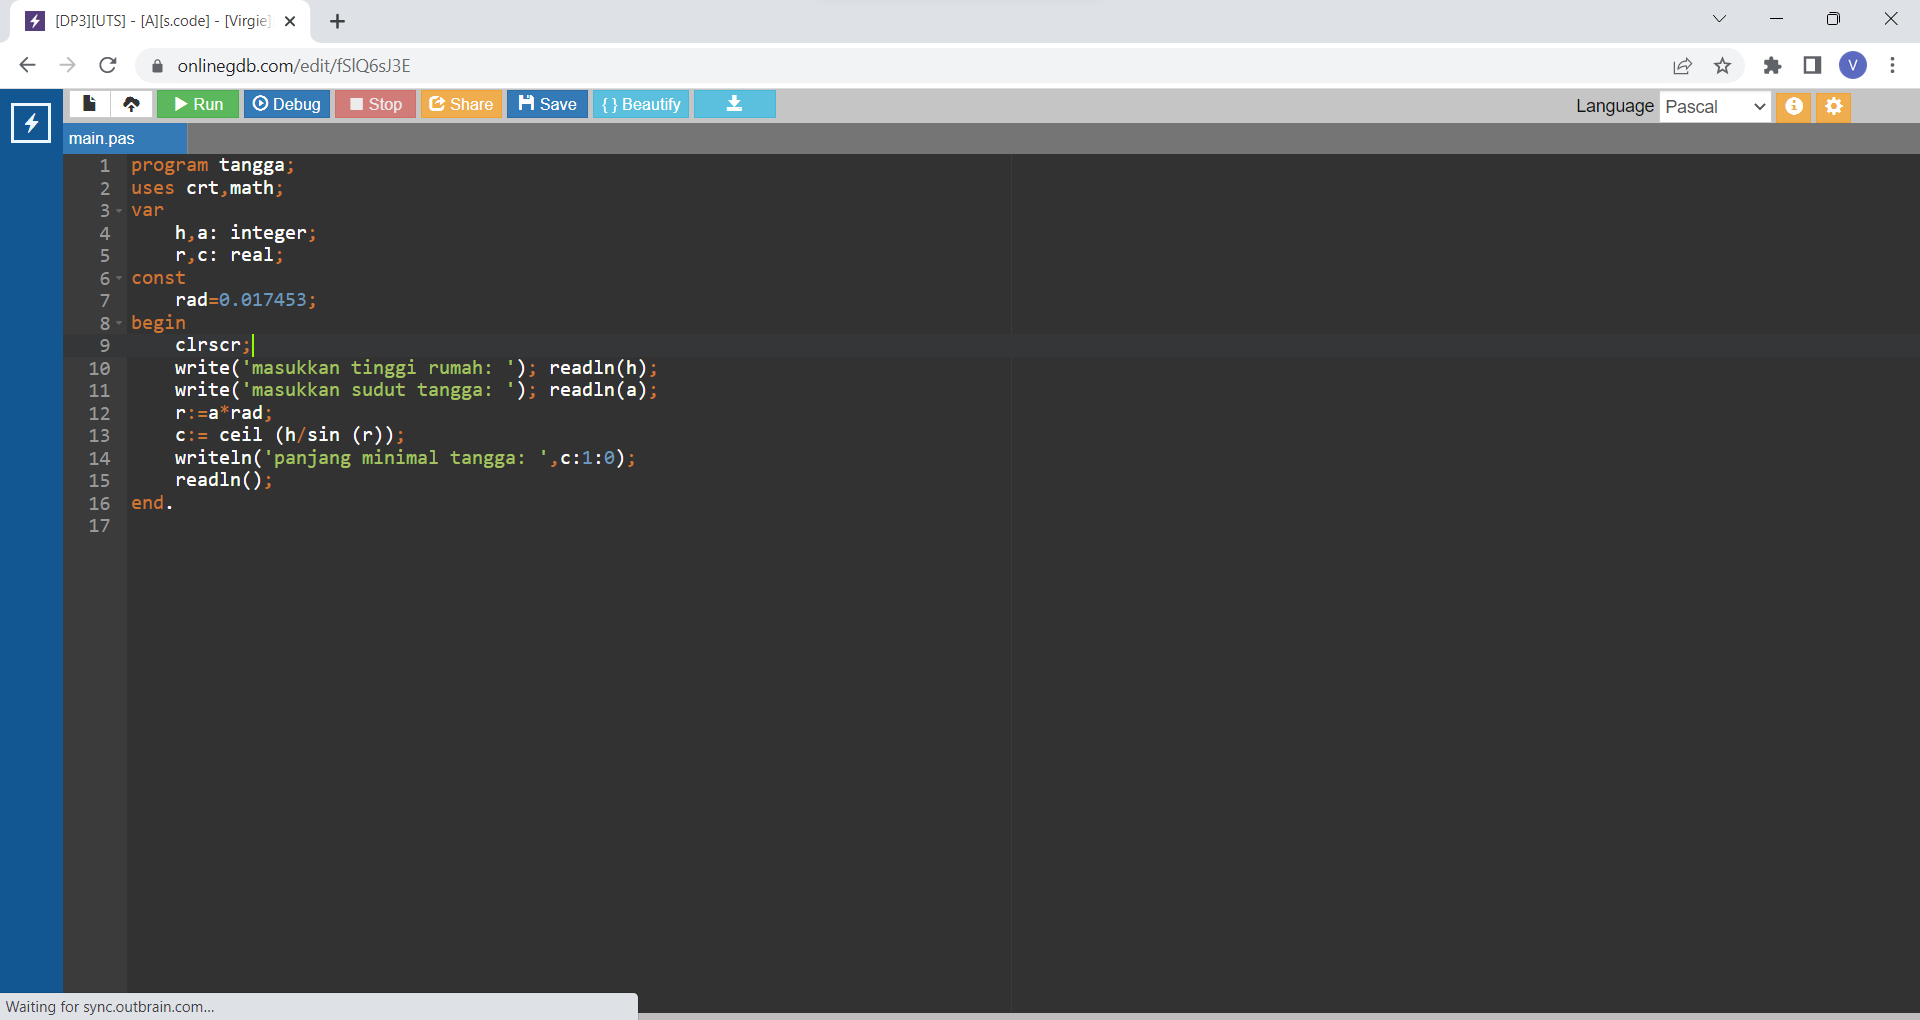 [DP3][UTS] - [A][s.code] - [Virgie]
onlinegdb.com/edit/fSlQ6sJ3E
V
Run Debug Stop Share Save {} Beautify
Language Pascal
main.pas
1 program tangga;
2 uses crt,math;
3 var
4 h,a: integer;
5 r,c: real;
6 const
7 rad=0.017453;
8 begin
9 clrscr;
10 write('masukkan tinggi rumah: '); readln(h);
11 write('masukkan sudut tangga: '); readln(a);
12 r:=a*rad;
13 c:= ceil (h/sin (r));
14 writeln('panjang minimal tangga: ',c:1:0);
15 readln();
16 end.
17
Waiting for sync.outbrain.com...